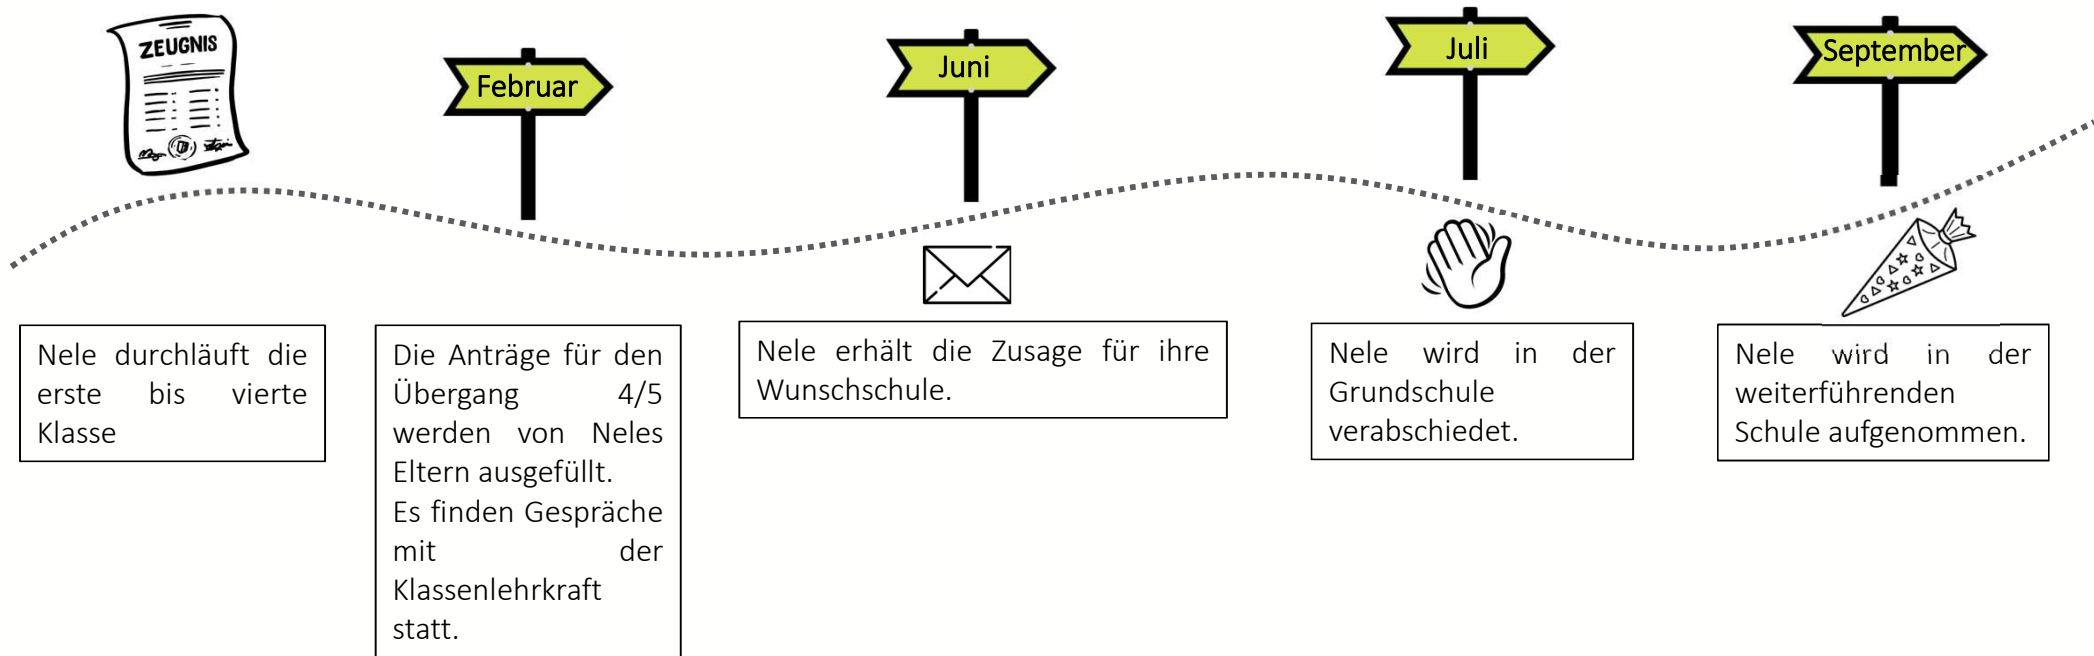 ZEUGNIS
Februar
Juni
Juli
September
Nele durchläuft die
erste bis vierte
Klasse
Die Anträge für den
Übergang 4/5
werden von Neles
Eltern ausgefüllt.
Es finden Gespräche
mit der
Klassenlehrkraft
statt.
Nele erhält die Zusage für ihre
Wunschschule.
Nele wird in der
Grundschule
verabschiedet.
Nele wird in der
weiterführenden
Schule aufgenommen.